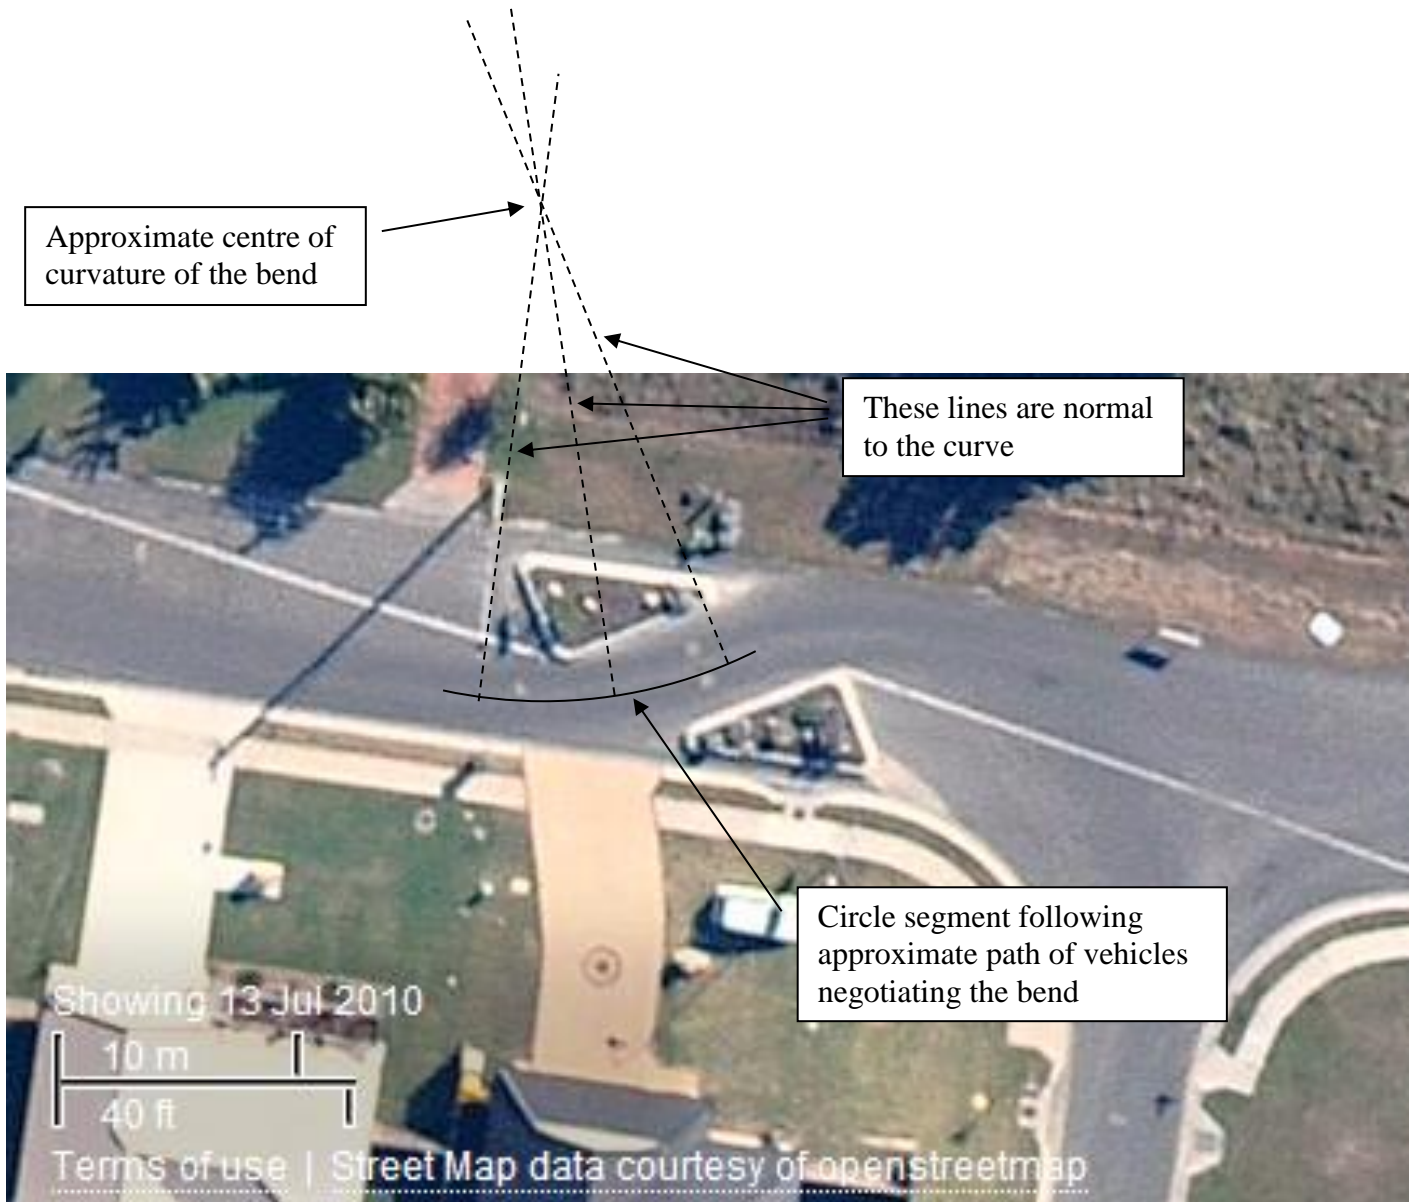 Approximate centre of
curvature of the bend
These lines are normal
to the curve
Circle segment following
approximate path of vehicles
negotiating the bend
Showing 13 Jul 2010
10 m
40 ft
Terms of use | Street Map data courtesy of openstreetmap